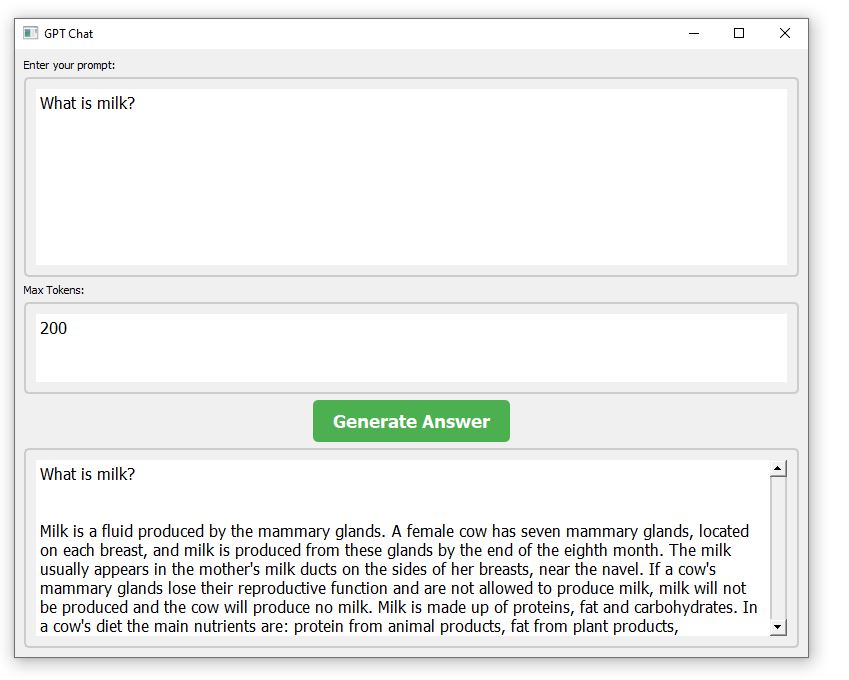 GPT Chat
Enter your prompt:
What is milk?
Max Tokens:
200
Generate Answer
What is milk?
Milk is a fluid produced by the mammary glands. A female cow has seven mammary glands, located
on each breast, and milk is produced from these glands by the end of the eighth month. The milk
usually appears in the mother's milk ducts on the sides of her breasts, near the navel. If a cow's
mammary glands lose their reproductive function and are not allowed to produce milk, milk will not
be produced and the cow will produce no milk. Milk is made up of proteins, fat and carbohydrates. In
a cow's diet the main nutrients are: protein from animal products, fat from plant products,